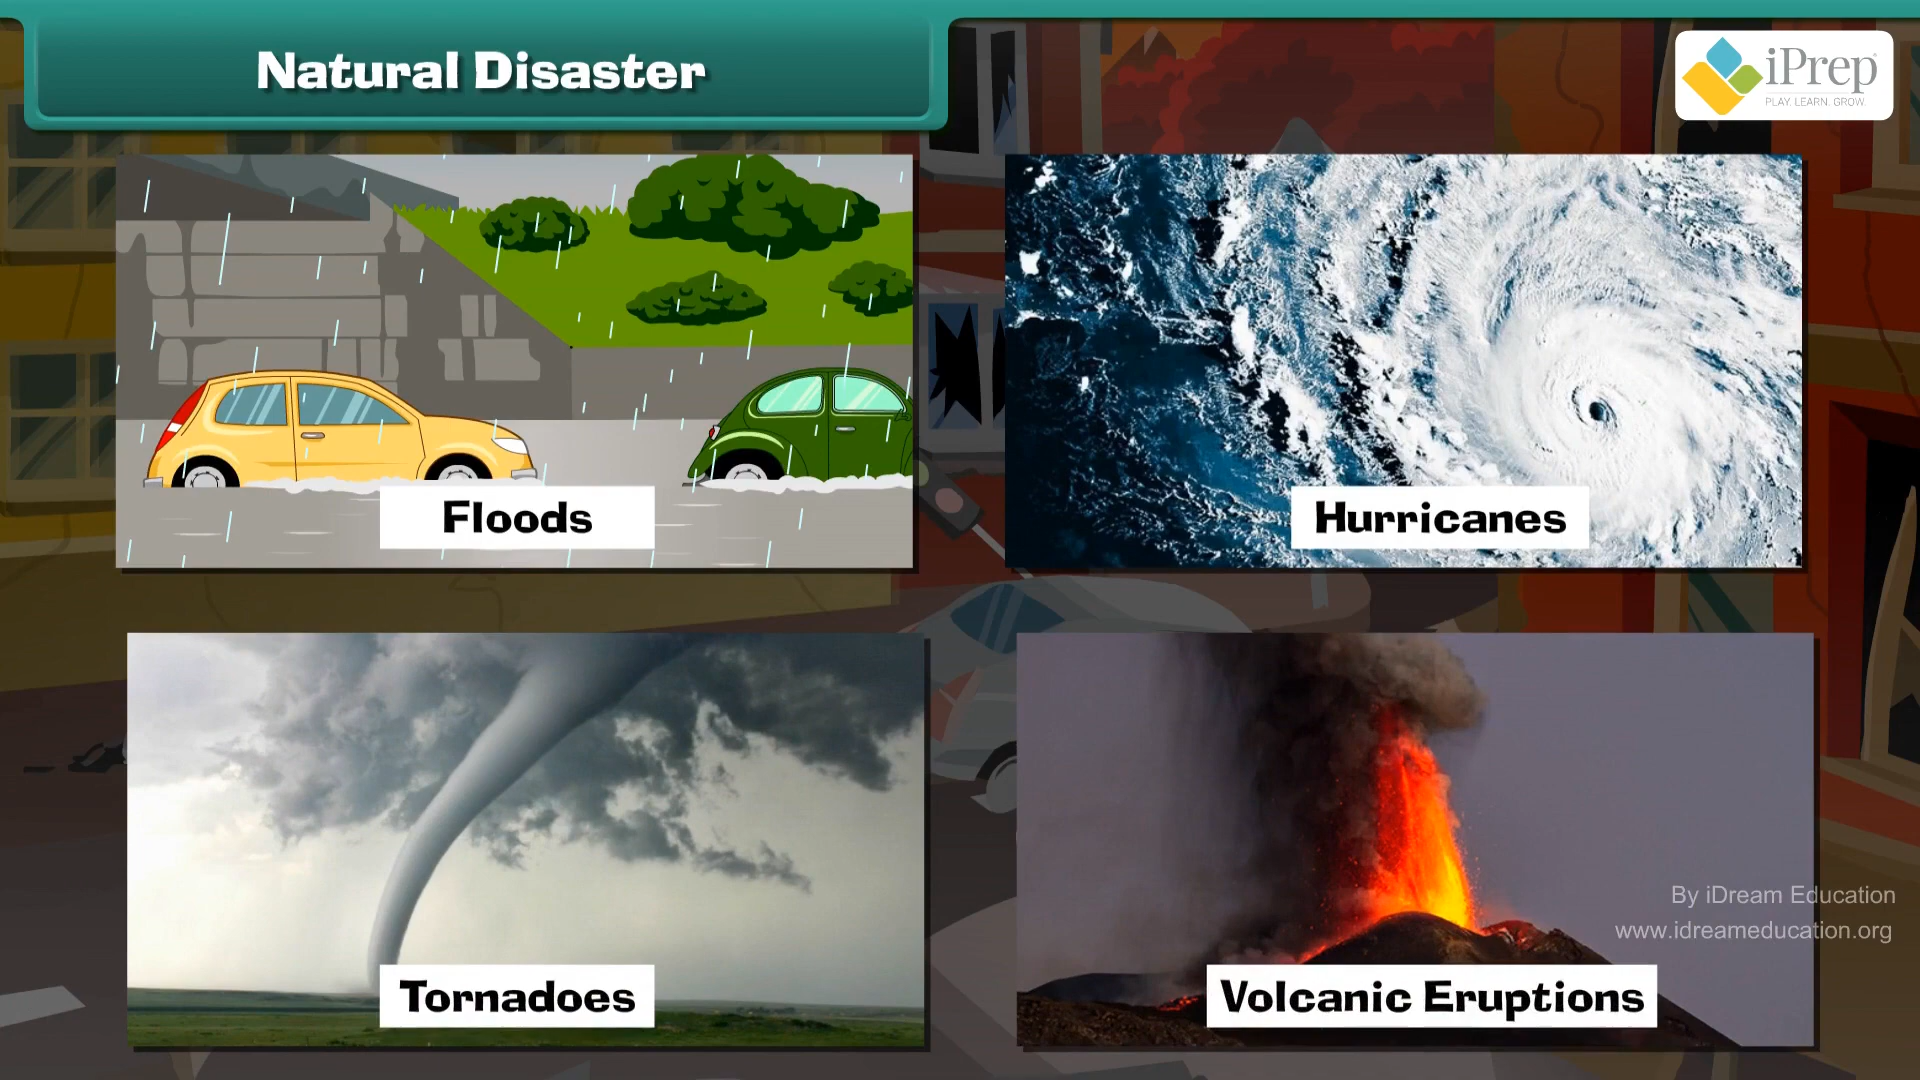 Natural Disaster
iPrep
PLAY. LEARN. GROW.
Floods
Hurricanes
Tornadoes
Volcanic Eruptions
By iDream Education
www.idreameducation.org